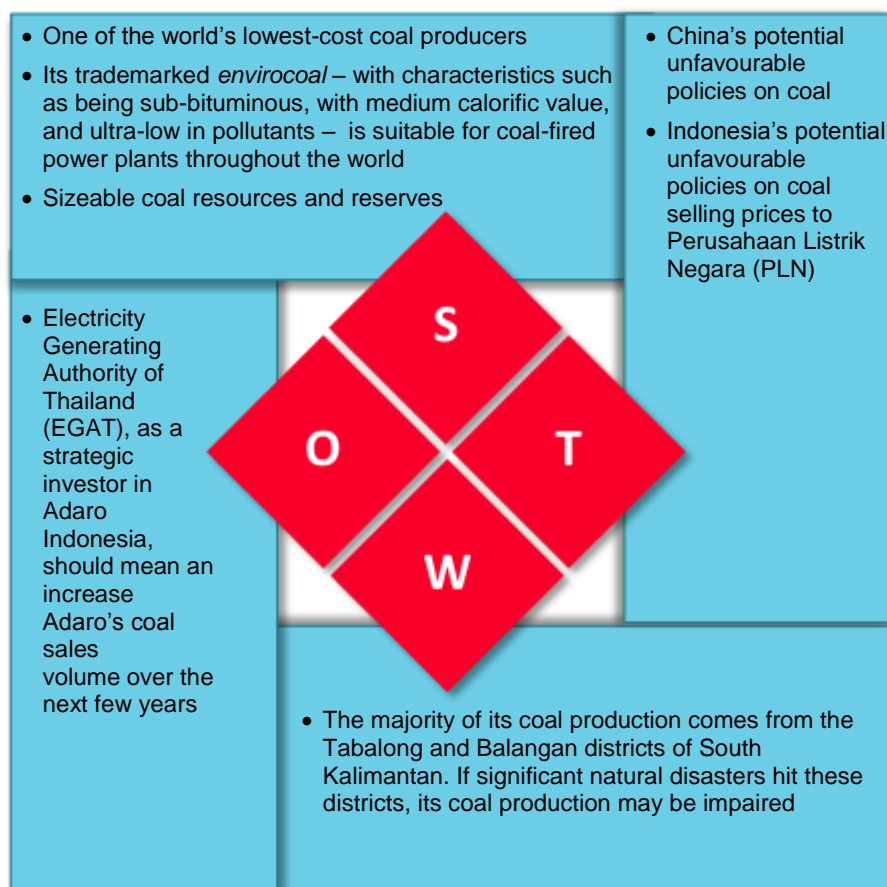 • One of the world's lowest-cost coal producers
• Its trademarked envirocoal – with characteristics such
as being sub-bituminous, with medium calorific value,
and ultra-low in pollutants – is suitable for coal-fired
power plants throughout the world
• Sizeable coal resources and reserves
• China's potential
unfavourable
policies on coal
• Indonesia's potential
unfavourable
policies on coal
selling prices to
Perusahaan Listrik
Negara (PLN)
• Electricity
Generating
Authority of
Thailand
(EGAT), as a
strategic
investor in
Adaro
Indonesia,
should mean an
increase
Adaro's coal
sales
volume over the
next few years
S
O
T
W
• The majority of its coal production comes from the
Tabalong and Balangan districts of South
Kalimantan. If significant natural disasters hit these
districts, its coal production may be impaired